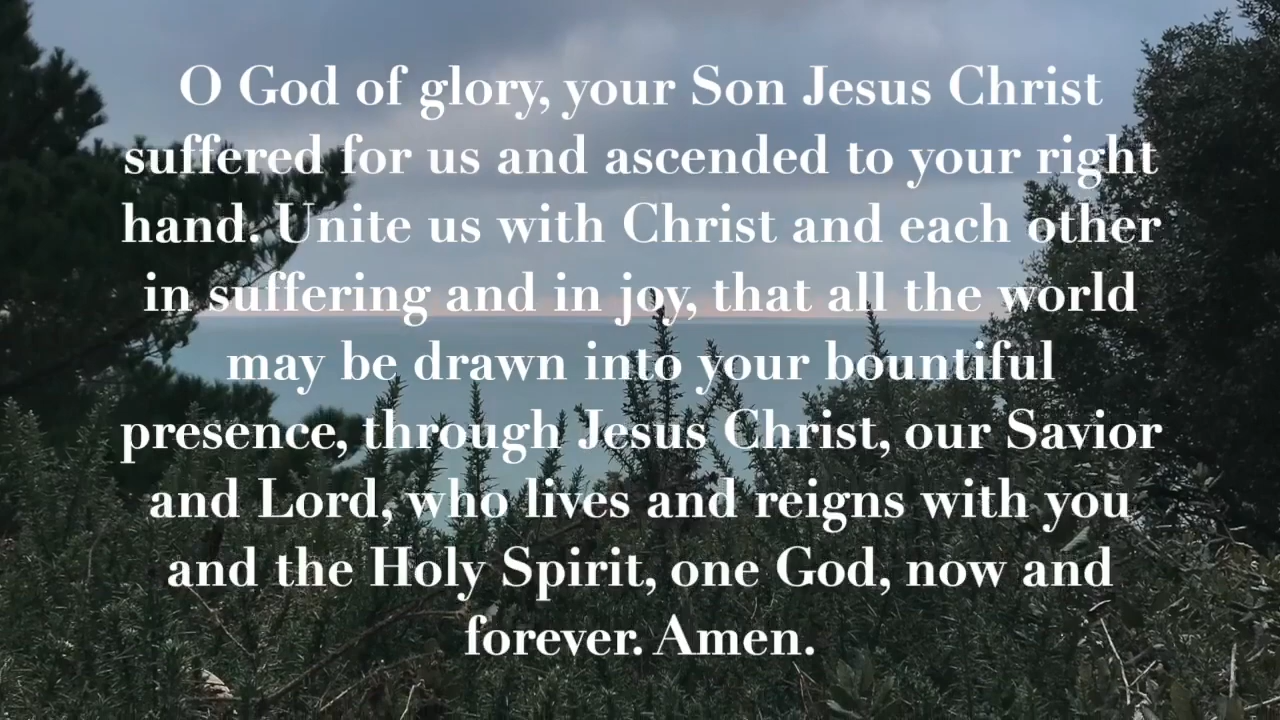 O God of glory, your Son Jesus Christ
suffered for us and ascended to your right
hand. Unite us with Christ and each other
in suffering and in joy, that all the world
may be drawn into your bountiful
presence, through Jesus Christ, our Savior
and Lord, who lives and reigns with you
and the Holy Spirit, one God, now and
forever. Amen.